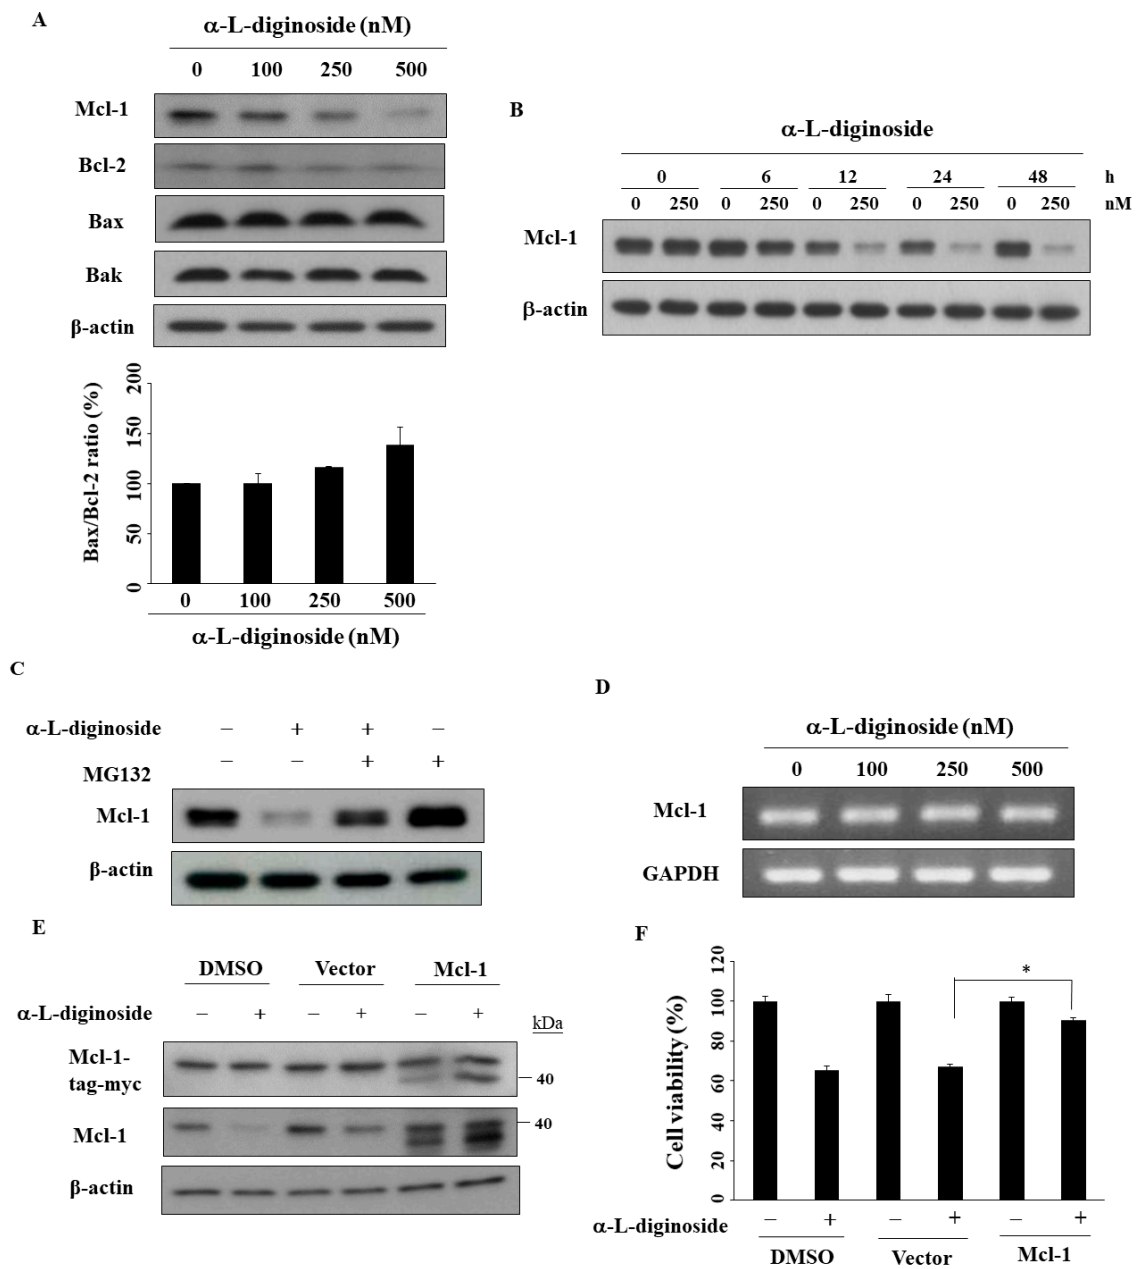 A
α-L-diginoside (nM)
0 100 250 500
Mcl-1
Bcl-2
Bax
Bak
β-actin
Bax/Bcl-2 ratio (%)
200
150
100
50
0
0 100 250 500
α-L-diginoside (nM)
B
α-L-diginoside
0 6 12 24 48 h
0 250 0 250 0 250 0 250 0 250 nM
Mcl-1
β-actin
C
α-L-diginoside − + + −
MG132 − − + +
Mcl-1
β-actin
D
α-L-diginoside (nM)
0 100 250 500
Mcl-1
GAPDH
E
DMSO Vector Mcl-1
α-L-diginoside − + − + − +
kDa
Mcl-1-
tag-myc
40
Mcl-1
40
β-actin
F
Cell viability (%)
120
100
80
60
40
20
0
*
α-L-diginoside − + − + − +
DMSO Vector Mcl-1